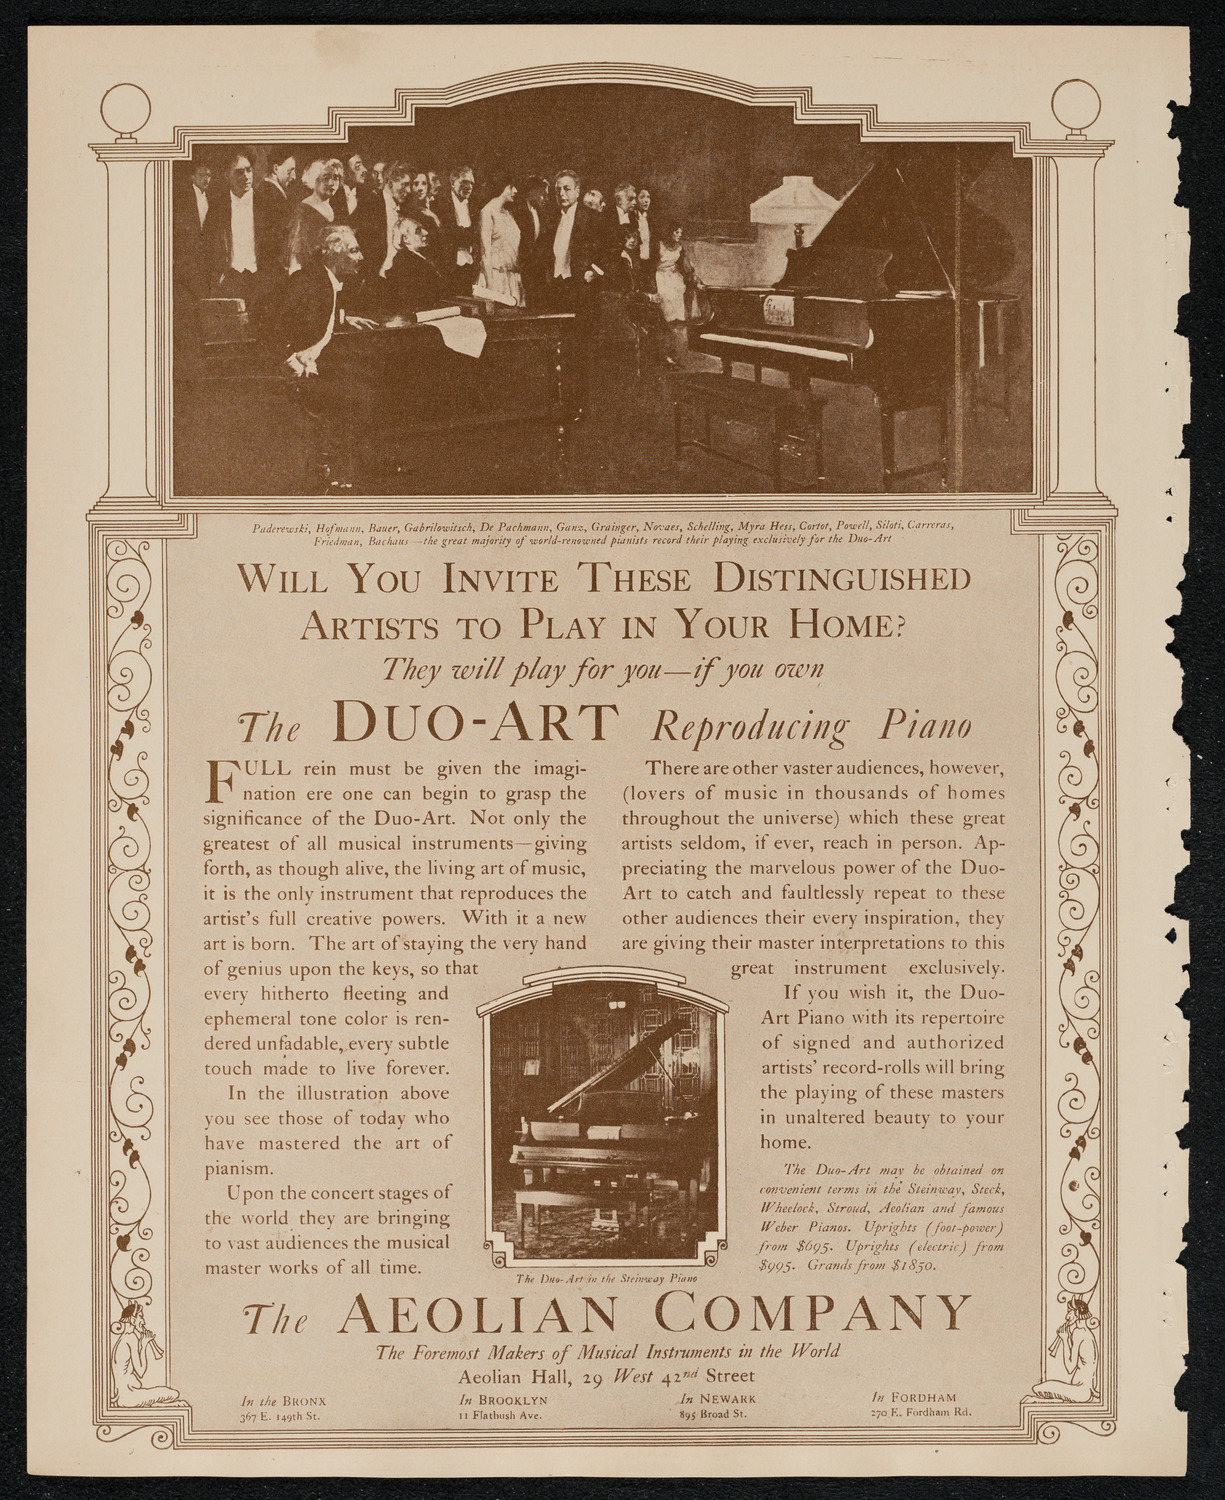 Paderewski, Hofmann, Bauer, Gabrilowitsch, De Pachmann, Ganz, Grainger, Novaes, Schelling, Myra Hess, Cortot, Powell, Siloti, Carreras,
Friedman, Bachaus —the great majority of world-renowned pianists record their playing exclusively for the Duo-Art
WILL YOU INVITE THESE DISTINGUISHED
ARTISTS TO PLAY IN YOUR HOME?
They will play for you—if you own
The DUO-ART Reproducing Piano
FULL rein must be given the imagi-
nation ere one can begin to grasp the
significance of the Duo-Art. Not only the
greatest of all musical instruments—giving
forth, as though alive, the living art of music,
it is the only instrument that reproduces the
artist's full creative powers. With it a new
art is born. The art of staying the very hand
of genius upon the keys, so that
every hitherto fleeting and
ephemeral tone color is ren-
dered unfadable, every subtle
touch made to live forever.
In the illustration above
you see those of today who
have mastered the art of
pianism.
Upon the concert stages of
the world they are bringing
to vast audiences the musical
master works of all time.
There are other vaster audiences, however,
(lovers of music in thousands of homes
throughout the universe) which these great
artists seldom, if ever, reach in person. Ap-
preciating the marvelous power of the Duo-
Art to catch and faultlessly repeat to these
other audiences their every inspiration, they
are giving their master interpretations to this
great instrument exclusively.
If you wish it, the Duo-
Art Piano with its repertoire
of signed and authorized
artists' record-rolls will bring
the playing of these masters
in unaltered beauty to your
home.
The Duo-Art may be obtained on
convenient terms in the Steinway, Steck,
Wheelock, Stroud, Aeolian and famous
Weber Pianos. Uprights (foot-power)
from $695. Uprights (electric) from
$995. Grands from $1850.
The Duo-Art in the Steinway Piano
The AEOLIAN COMPANY
The Foremost Makers of Musical Instruments in the World
Aeolian Hall, 29 West 42nd Street
In the BRONX
367 E. 149th St.
In BROOKLYN
11 Flatbush Ave.
In NEWARK
895 Broad St.
In FORDHAM
270 E. Fordham Rd.